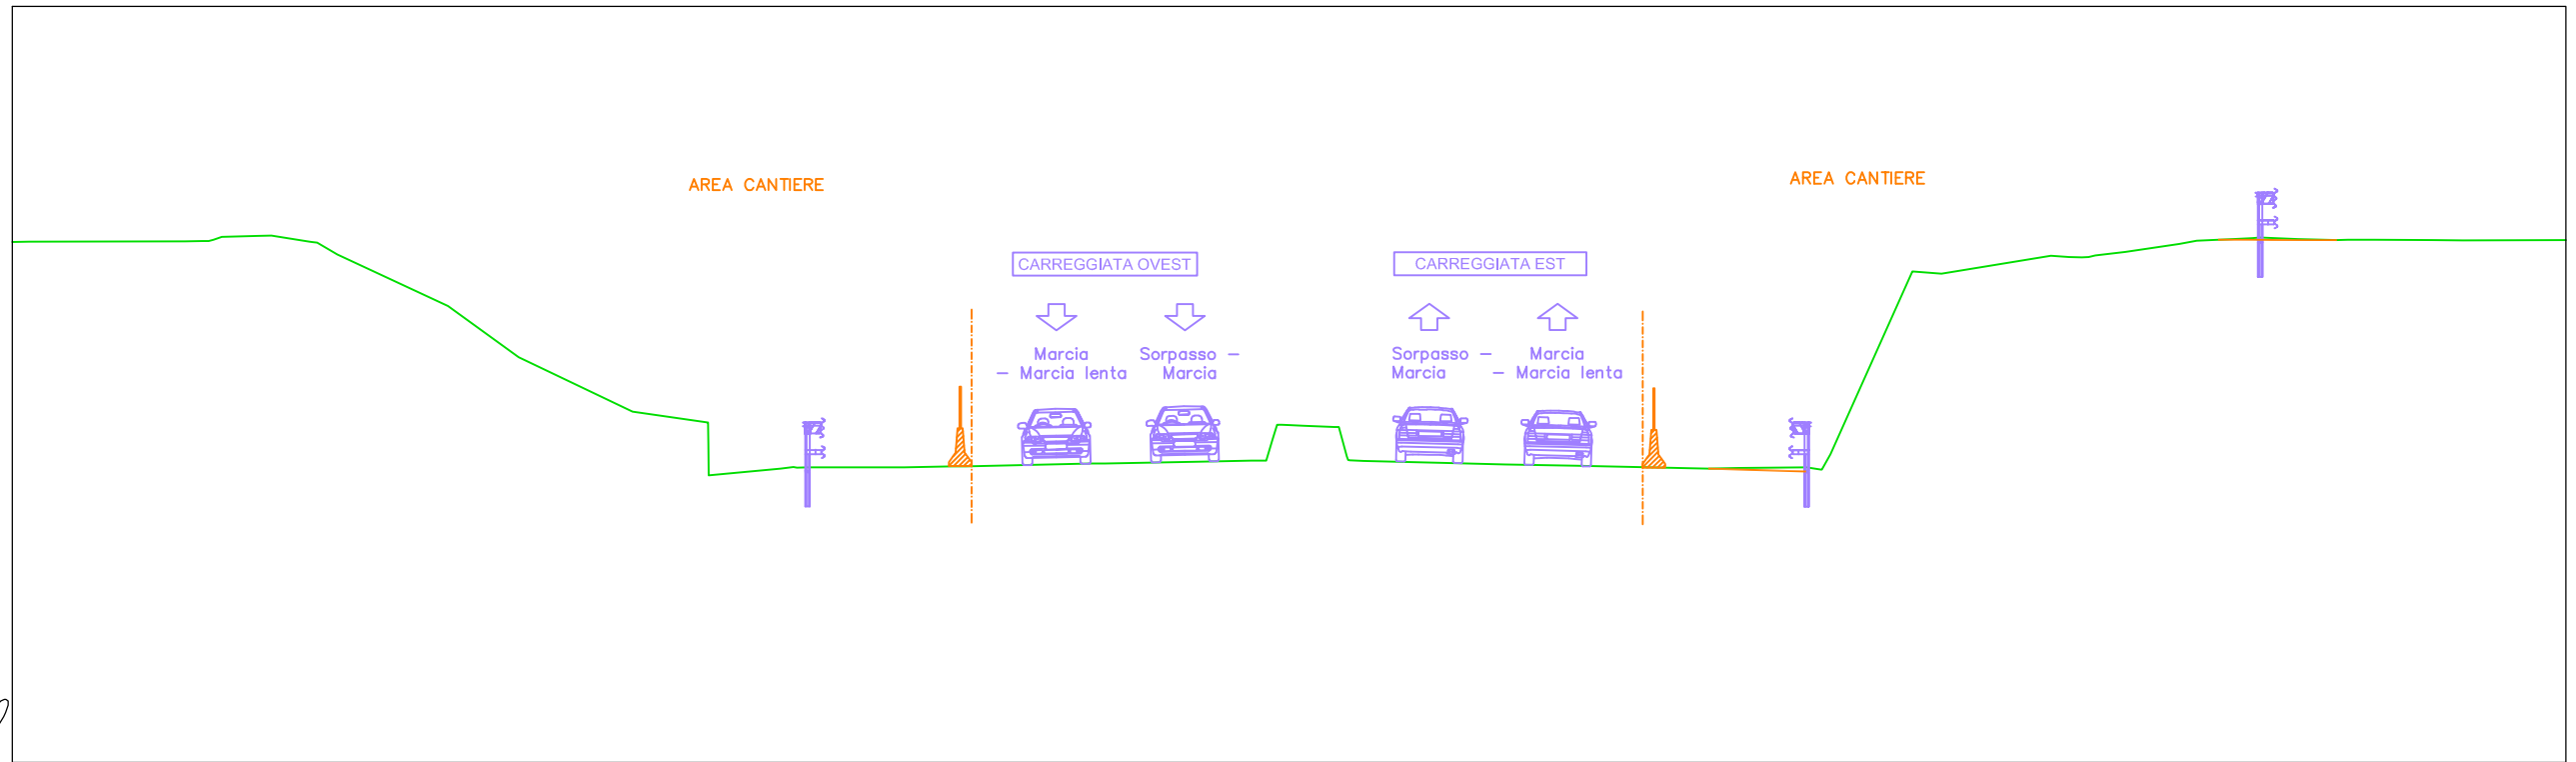 AREA CANTIERE
AREA CANTIERE
CARREGGIATA OVEST
CARREGGIATA EST
Marcia
– Marcia lenta
Sorpasso –
Marcia
Sorpasso –
Marcia
Marcia
– Marcia lenta